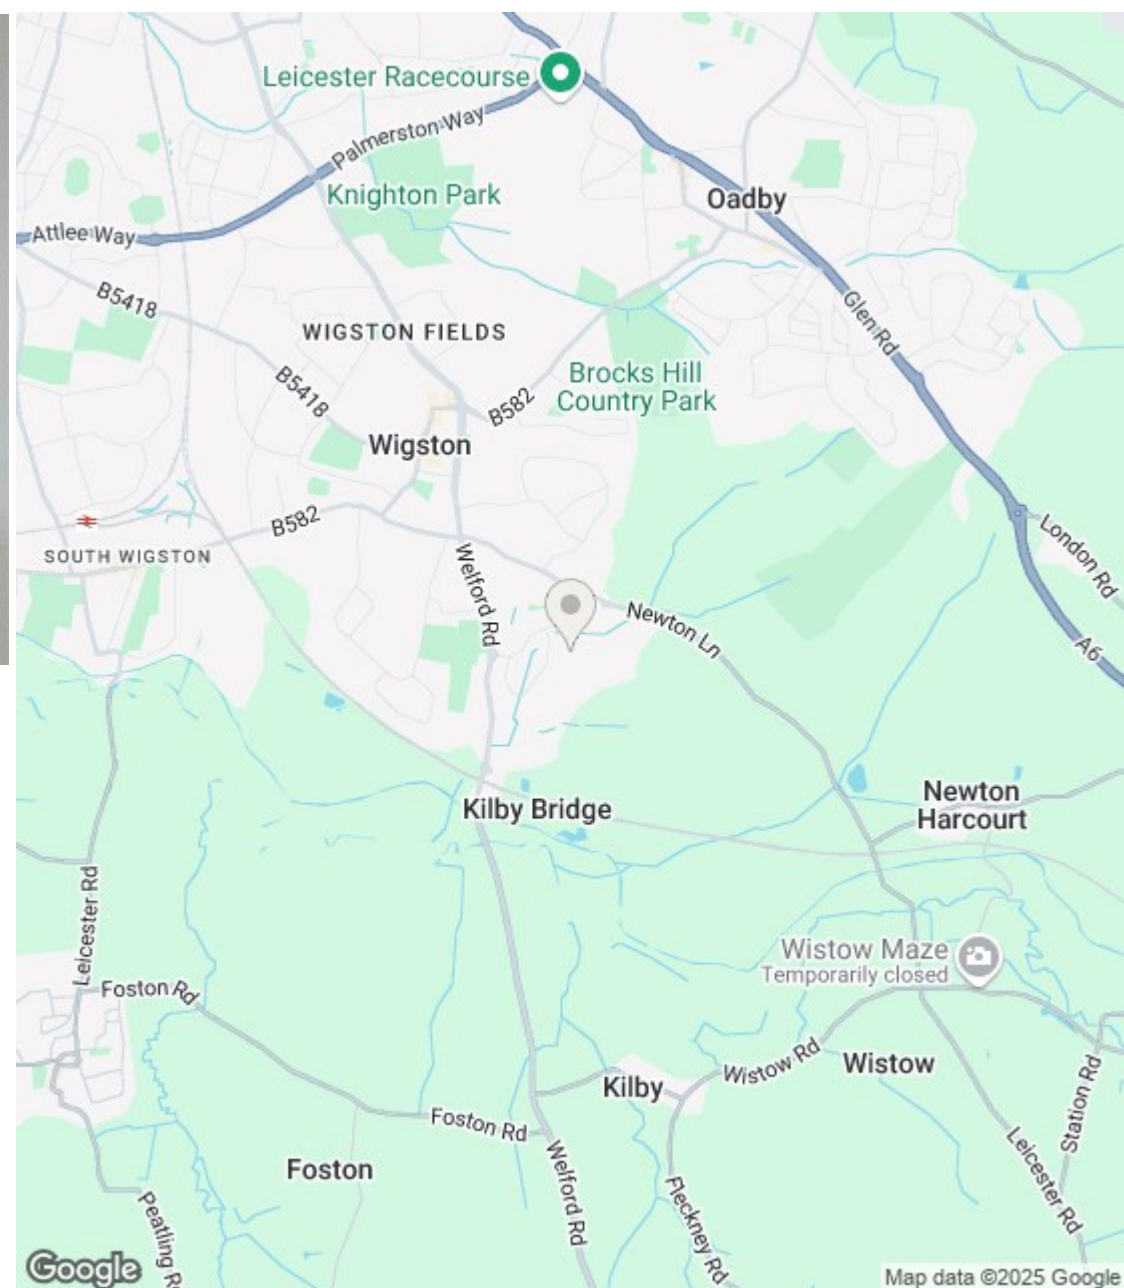 Leicester Racecourse
Palmerston Way
Knighton Park
Oadby
Attlee Way
B5418
WIGSTON FIELDS
Glen Rd
B5418
Brocks Hill
Country Park
B582
Wigston
B582
London Rd
SOUTH WIGSTON
Welford Rd
Newton Ln
A6
Newton
Harcourt
Kilby Bridge
Leicester Rd
Wistow Maze
Temporarily closed
Foston Rd
Wistow Rd
Wistow
Kilby
Station Rd
Foston Rd
Leicester Rd
Foston
Welford Rd
Fleckney Rd
Peatling R
Google
Map data ©2025 Google